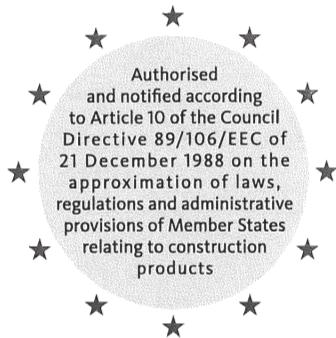 Authorised
and notified according
to Article 10 of the Council
Directive 89/106/EEC of
21 December 1988 on the
approximation of laws,
regulations and administrative
provisions of Member States
relating to construction
products